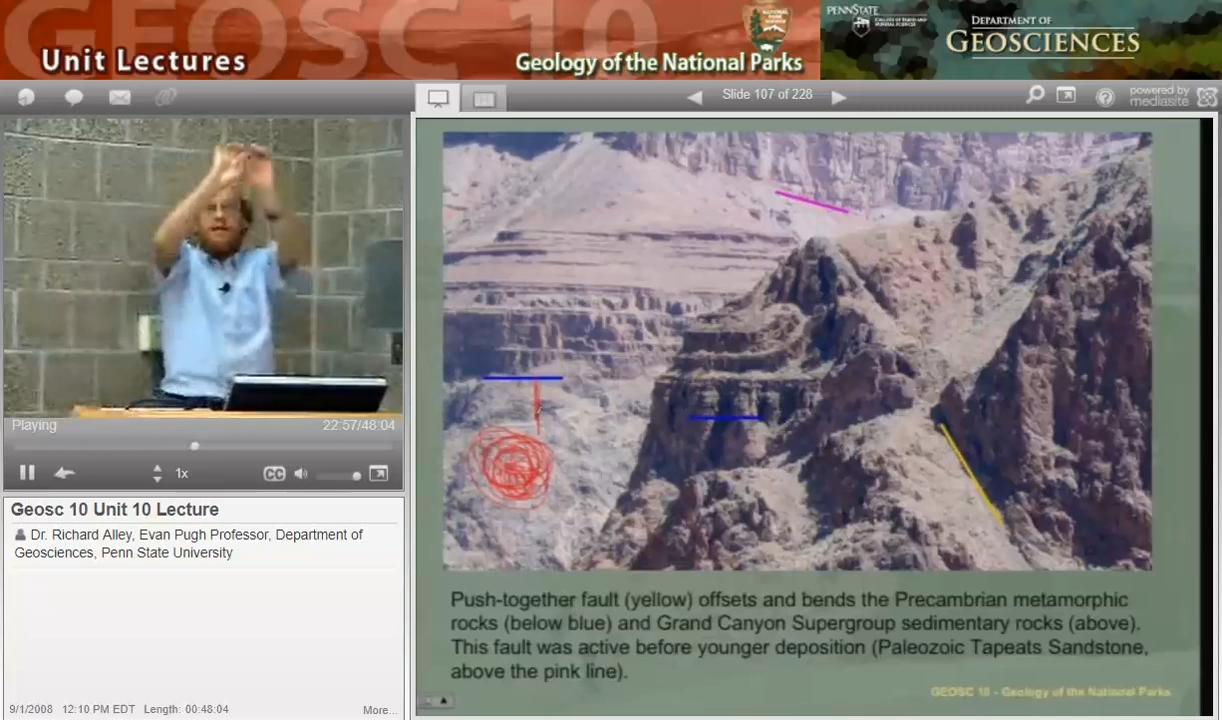 GEOSC 10
Unit Lectures
Geology of the National Parks
NATIONAL
PARK
SERVICE
PENNSTATE
DEPARTMENT OF
GEOSCIENCES
Slide 107 of 228
powered by
mediasite
Playing
22:57/48:04
1x
CC
Geosc 10 Unit 10 Lecture
Dr. Richard Alley, Evan Pugh Professor, Department of
Geosciences, Penn State University
9/1/2008 12:10 PM EDT Length: 00:48:04
More...
Push-together fault (yellow) offsets and bends the Precambrian metamorphic
rocks (below blue) and Grand Canyon Supergroup sedimentary rocks (above).
This fault was active before younger deposition (Paleozoic Tapeats Sandstone,
above the pink line).
GEOSC 10 - Geology of the National Parks